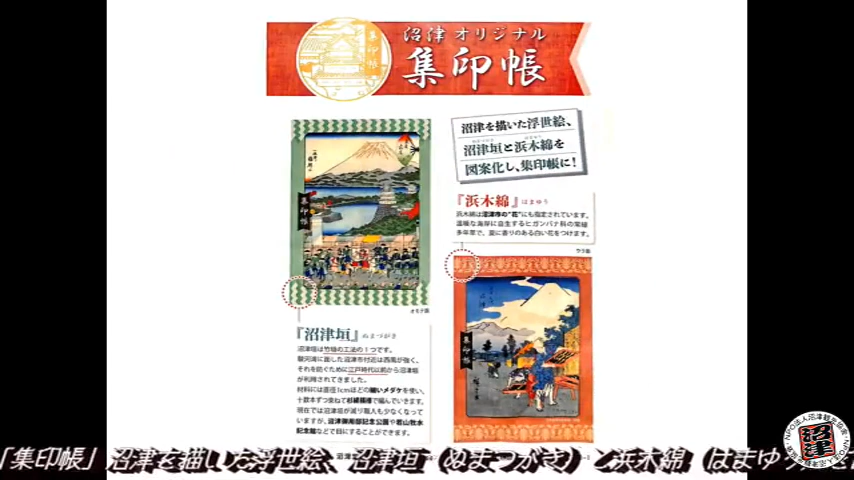 沼津 オリジナル
集印帳
集印帳
沼津を描いた浮世絵、
沼津垣と浜木綿を
図案化し、集印帳に!
集印帳
『浜木綿』はまゆう
浜木綿は沼津市の"花"にも指定されています。
温暖な海岸に自生するヒガンバナ科の常緑
多年草で、夏に香りのある白い花をつけます。
ウラ面
オモテ面
『沼津垣』ぬまづがき
沼津垣は竹垣の工法の1つです。
駿河湾に面した沼津市付近は西風が強く、
それを防ぐために江戸時代以前から沼津垣
が利用されてきました。
材料には直径1cmほどの細いメダケを使い、
十数本ずつ束ねて杉綾模様で編んでいきます。
現在では沼津垣が減り職人も少なくなって
いますが、沼津御用邸記念公園や若山牧水
記念館などで目にすることができます。
集印帳
「集印帳」沼津を描いた浮世絵、沼津垣（ぬまつがき）と浜木綿（はまゆう
沼津